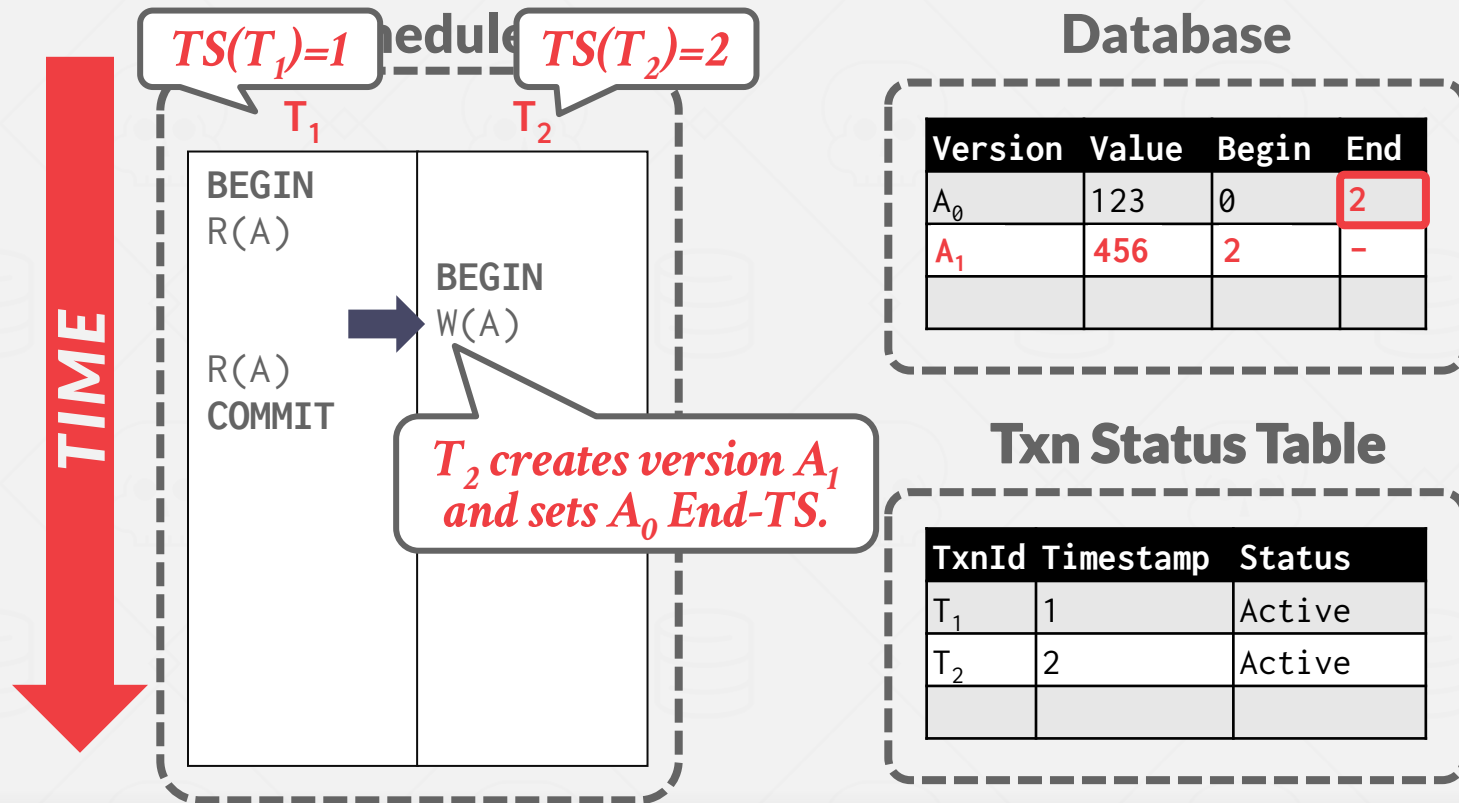 TS(T₁)=1
hedule
TS(T₂)=2
T₁
T₂
TIME
BEGIN
R(A)
BEGIN
W(A)
R(A)
COMMIT
T₂ creates version A₁
and sets A₀ End-TS.
Database
Version Value Begin End
A₀ 123 0 2
A₁ 456 2 -
Txn Status Table
TxnId Timestamp Status
T₁ 1 Active
T₂ 2 Active